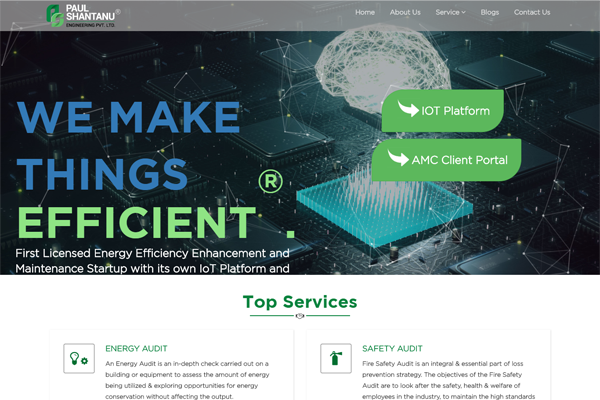 PAUL
SHANTANU®
ENGINEERING PVT. LTD.
Home About Us Service Blogs Contact Us
WE MAKE
THINGS ®
EFFICIENT .
IOT Platform
AMC Client Portal
First Licensed Energy Efficiency Enhancement and
Maintenance Startup with its own IoT Platform and
Top Services
ENERGY AUDIT
An Energy Audit is an in-depth check carried out on a
building or equipment to assess the amount of energy
being utilized & exploring opportunities for energy
conservation without affecting the output.
SAFETY AUDIT
Fire Safety Audit is an integral & essential part of loss
prevention strategy. The objectives of the Fire Safety
Audit are to look after the safety, health & welfare of
employees in the industry, to maintain the high standards